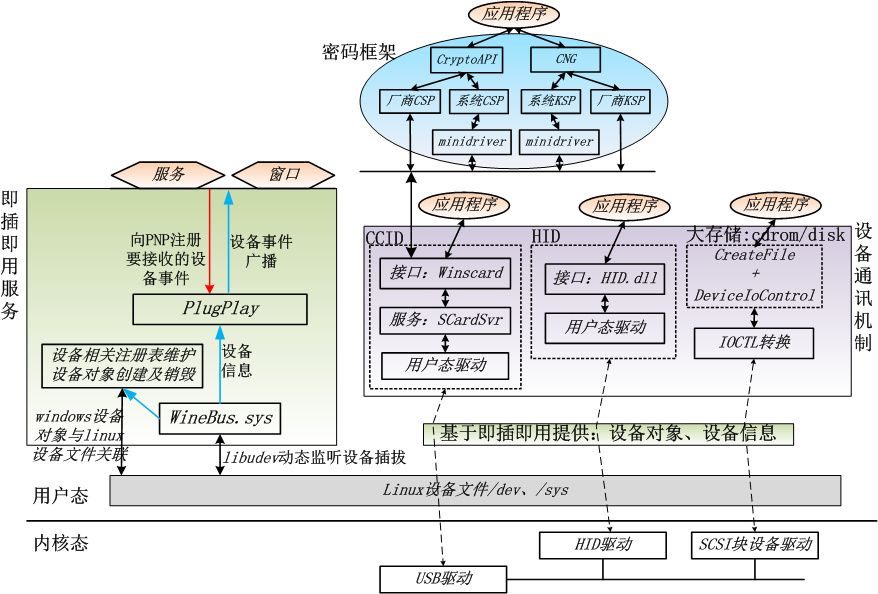 应用程序
密码框架
CryptoAPI
CNG
厂商CSP
系统CSP
系统KSP
厂商KSP
minidriver
minidriver
服务
窗口
即插即用服务
向PNP注册
要接收的设
备事件
设备事件
广播
PlugPlay
设备
信息
设备相关注册表维护
设备对象创建及销毁
WineBus.sys
windows设备
对象与linux
设备文件关联
libudev动态监听设备插拔
应用程序
应用程序
应用程序
CCID
HID
大存储:cdrom/disk
设备通讯机制
接口: Winscard
服务: SCardSvr
用户态驱动
接口: HID.dll
用户态驱动
CreateFile
+
DeviceIoControl
IOCTL转换
基于即插即用提供: 设备对象、设备信息
用户态
Linux设备文件/dev、/sys
内核态
HID驱动
SCSI块设备驱动
USB驱动